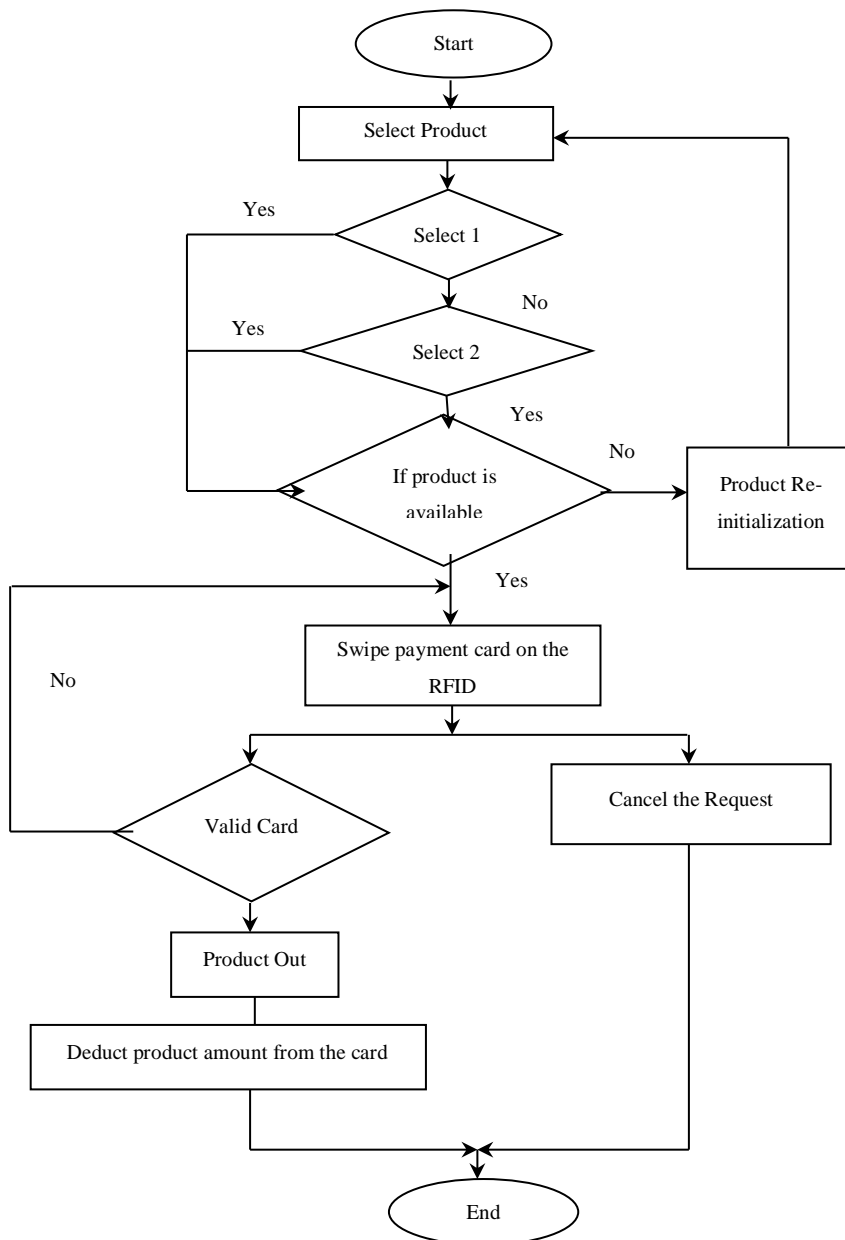 Start
Select Product
Yes
Select 1
No
Yes
Select 2
Yes
If product is
available
No
Product Re-
initialization
Yes
Swipe payment card on the
RFID
No
Valid Card
Cancel the Request
Product Out
Deduct product amount from the card
End